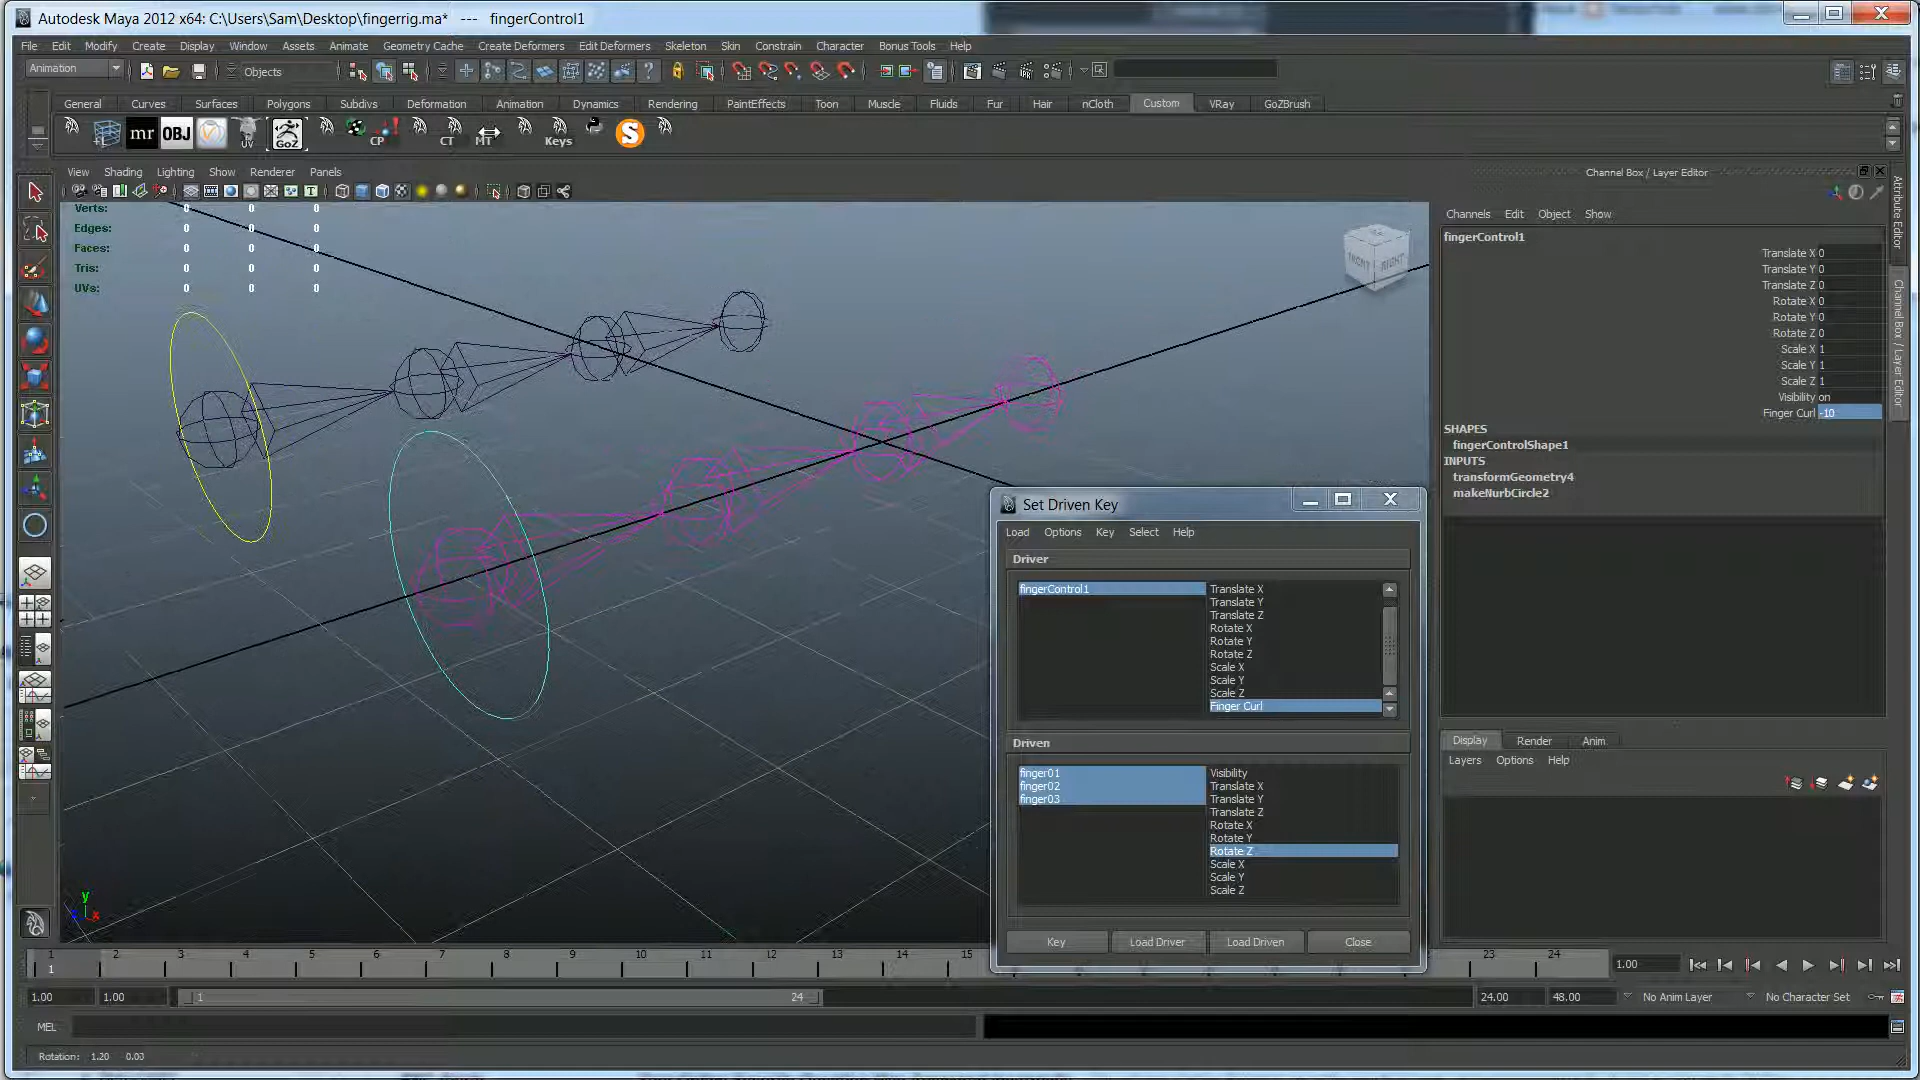 Autodesk Maya 2012 x64: C:\Users\Sam\Desktop\fingerrig.ma* --- fingerControl1
File Edit Modify Create Display Window Assets Animate Geometry Cache Create Deformers Edit Deformers Skeleton Skin Constrain Character Bonus Tools Help
Animation Objects
General Curves Surfaces Polygons Subdivs Deformation Animation Dynamics Rendering PaintEffects Toon Muscle Fluids Fur Hair nCloth Custom VRay GoZBrush
+L mr OBJ UV GoZ CP CT MT Keys S
View Shading Lighting Show Renderer Panels
Channel Box / Layer Editor
Verts: 0 0 0
Edges: 0 0 0
Faces: 0 0 0
Tris: 0 0 0
UVs: 0 0 0
FRONT RIGHT
Channels Edit Object Show
fingerControl1
Translate X 0
Translate Y 0
Translate Z 0
Rotate X 0
Rotate Y 0
Rotate Z 0
Scale X 1
Scale Y 1
Scale Z 1
Visibility on
Finger Curl -10
SHAPES
fingerControlShape1
INPUTS
transformGeometry4
makeNurbCircle2
Attribute Editor
Channel Box / Layer Editor
Set Driven Key
Load Options Key Select Help
Driver
fingerControl1
Translate X
Translate Y
Translate Z
Rotate X
Rotate Y
Rotate Z
Scale X
Scale Y
Scale Z
Finger Curl
Driven
finger01
finger02
finger03
Visibility
Translate X
Translate Y
Translate Z
Rotate X
Rotate Y
Rotate Z
Scale X
Scale Y
Scale Z
Key Load Driver Load Driven Close
Display Render Anim
Layers Options Help
y
x
1 2 3 4 5 6 7 8 9 10 11 12 13 14 15 23 24
1
1.00
1.00 1.00 1 24 24.00 48.00 No Anim Layer No Character Set
MEL
Rotation: 1.20 0.00